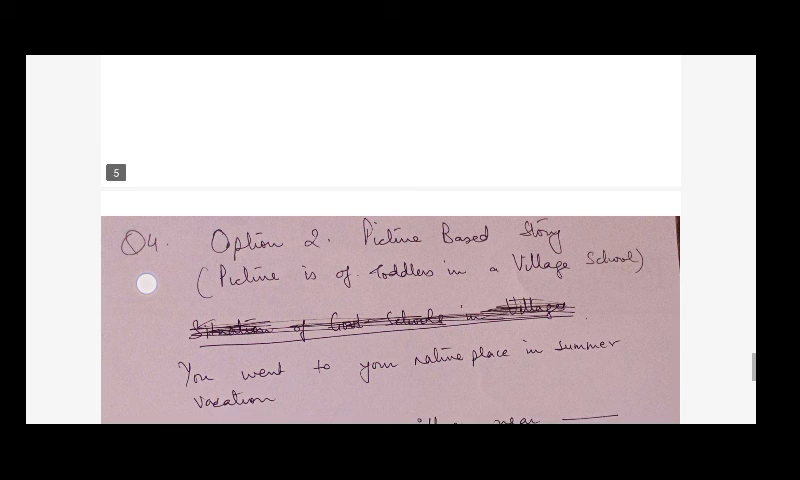 5
Q4. Option 2. Picture Based Story
(Picture is of Toddlers in a Village School)
Situation of Govt Schools in Villages
You went to your native place in summer
vacation
near